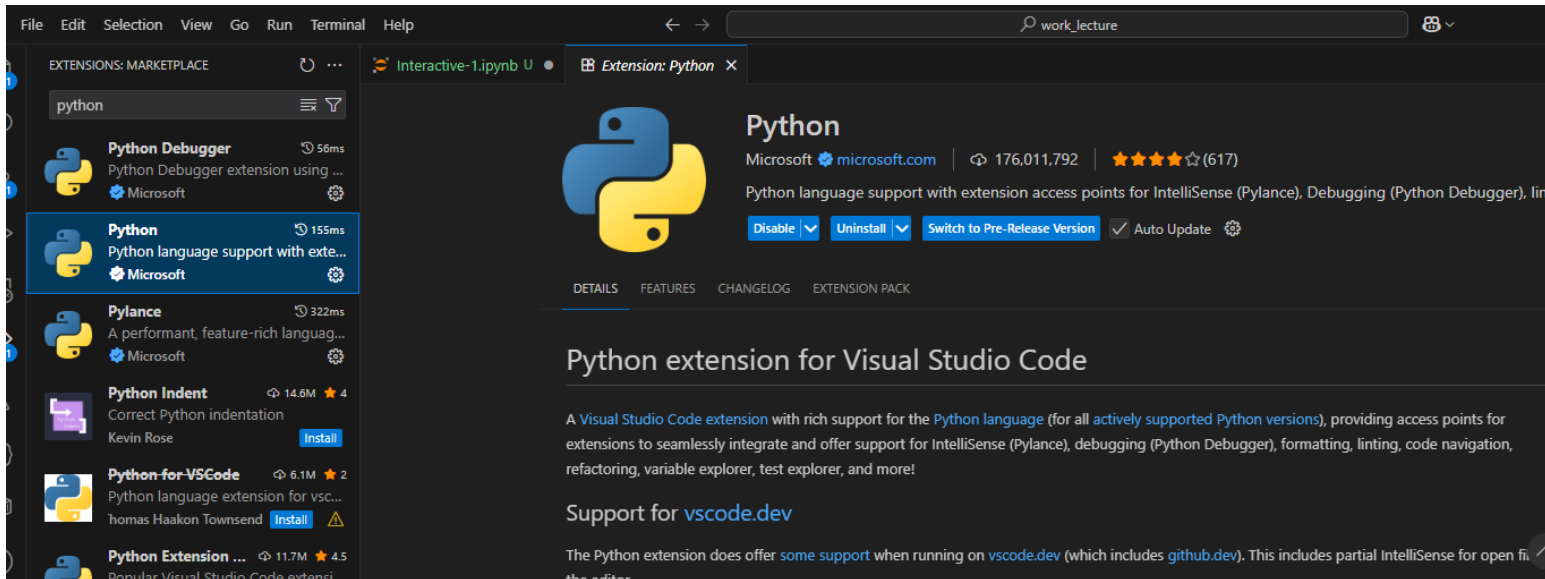 File Edit Selection View Go Run Terminal Help
work_lecture
EXTENSIONS: MARKETPLACE
python
Python Debugger 56ms
Python Debugger extension using ...
Microsoft
Python 155ms
Python language support with exte...
Microsoft
Pylance 322ms
A performant, feature-rich languag...
Microsoft
Python Indent 14.6M 4
Correct Python indentation
Kevin Rose Install
Python for VSCode 6.1M 2
Python language extension for vsc...
Thomas Haakon Townsend Install
Python Extension ... 11.7M 4.5
Popular Visual Studio Code extensi...
Interactive-1.ipynb U
Extension: Python
Python
Microsoft microsoft.com 176,011,792 (617)
Python language support with extension access points for IntelliSense (Pylance), Debugging (Python Debugger), lin
Disable Uninstall Switch to Pre-Release Version Auto Update
DETAILS FEATURES CHANGELOG EXTENSION PACK
Python extension for Visual Studio Code
A Visual Studio Code extension with rich support for the Python language (for all actively supported Python versions), providing access points for
extensions to seamlessly integrate and offer support for IntelliSense (Pylance), debugging (Python Debugger), formatting, linting, code navigation,
refactoring, variable explorer, test explorer, and more!
Support for vscode.dev
The Python extension does offer some support when running on vscode.dev (which includes github.dev). This includes partial IntelliSense for open fi
the editor.